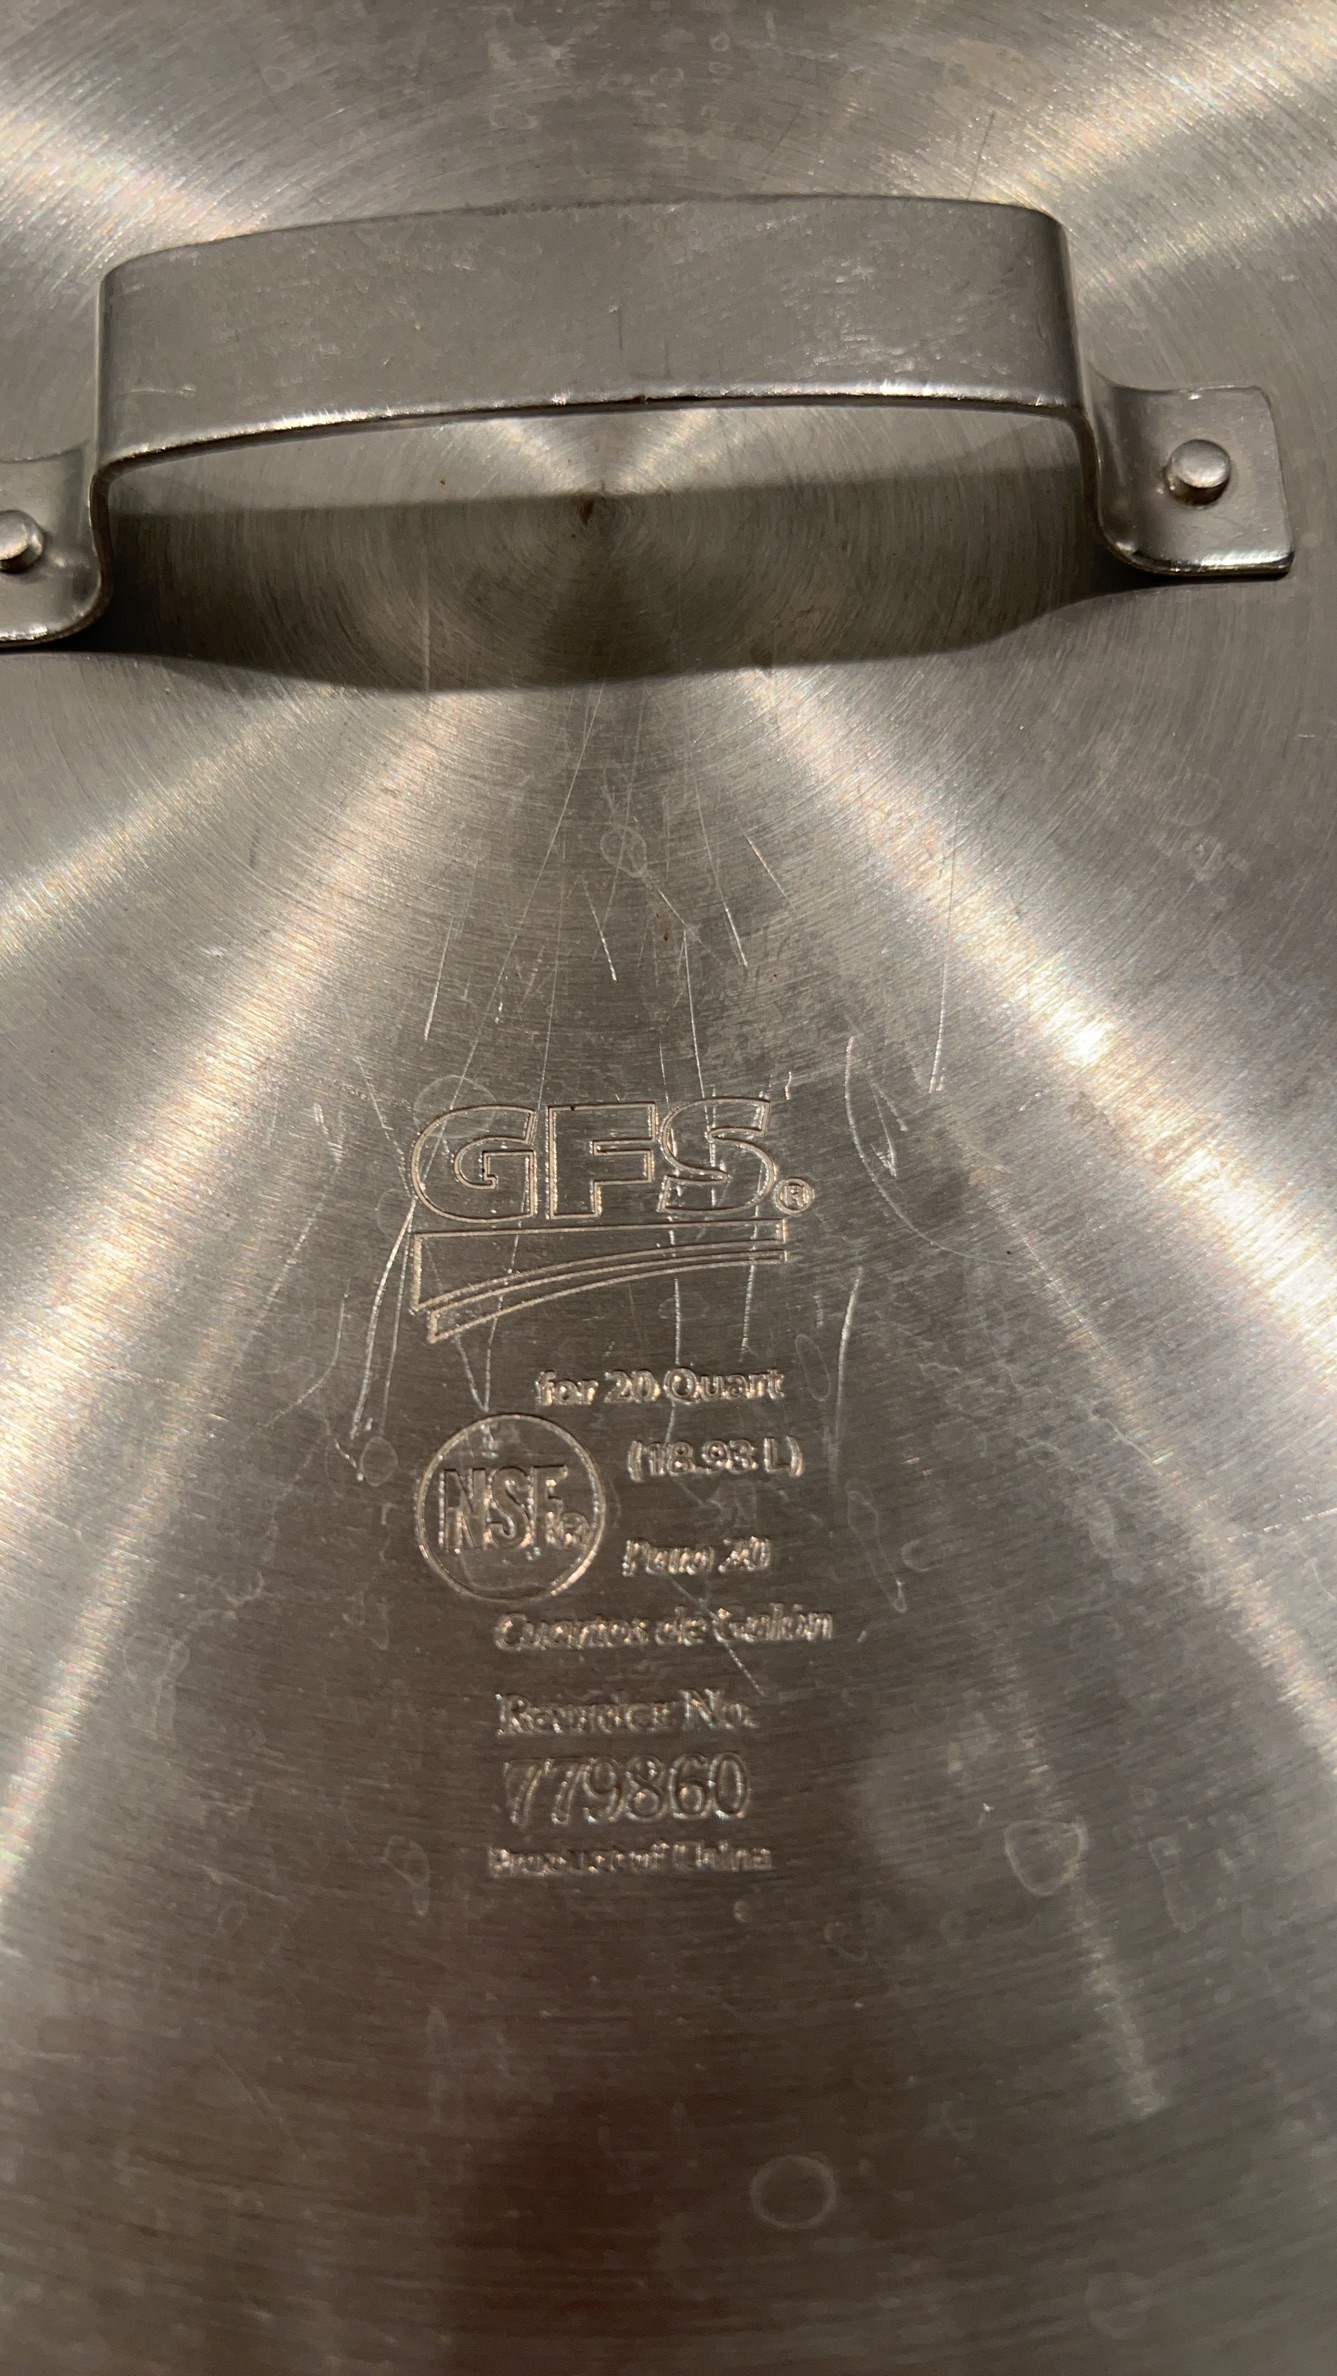 GFS®
for 20 Quart
(18.93 L)
NSF®
Para 20
Cuartos de Galón
Reorder No.
779860
Product of China